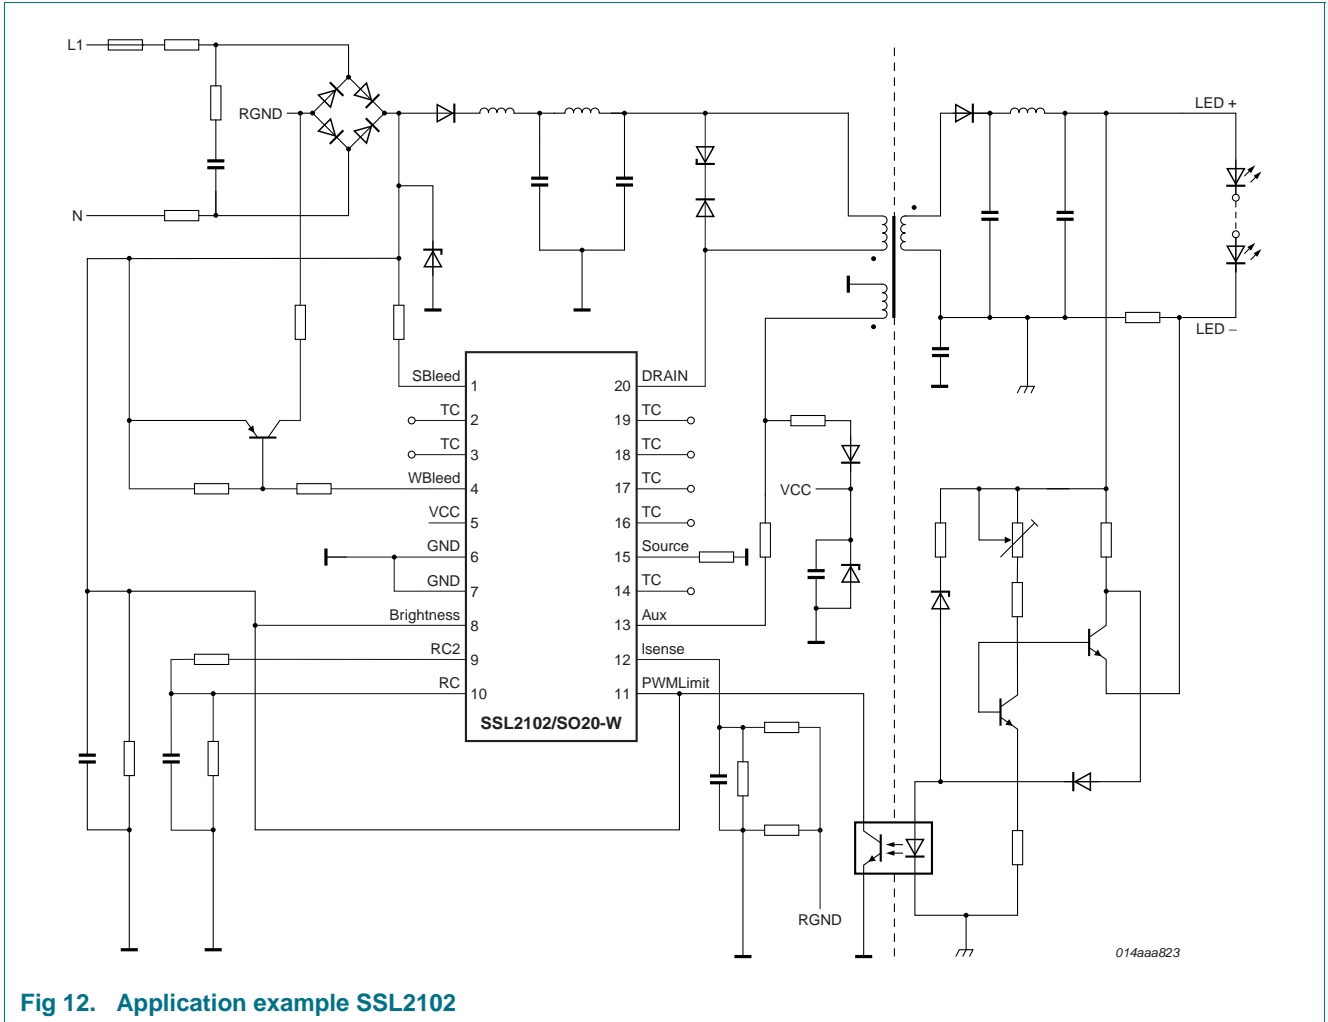 L1
RGND
LED +
N
LED –
SBleed
1
20
DRAIN
TC
2
19
TC
TC
3
18
TC
WBleed
4
17
TC
VCC
VCC
5
16
TC
GND
6
15
Source
GND
7
14
TC
Brightness
8
13
Aux
RC2
9
12
Isense
RC
10
11
PWMLimit
SSL2102/SO20-W
RGND
014aaa823
Fig 12. Application example SSL2102